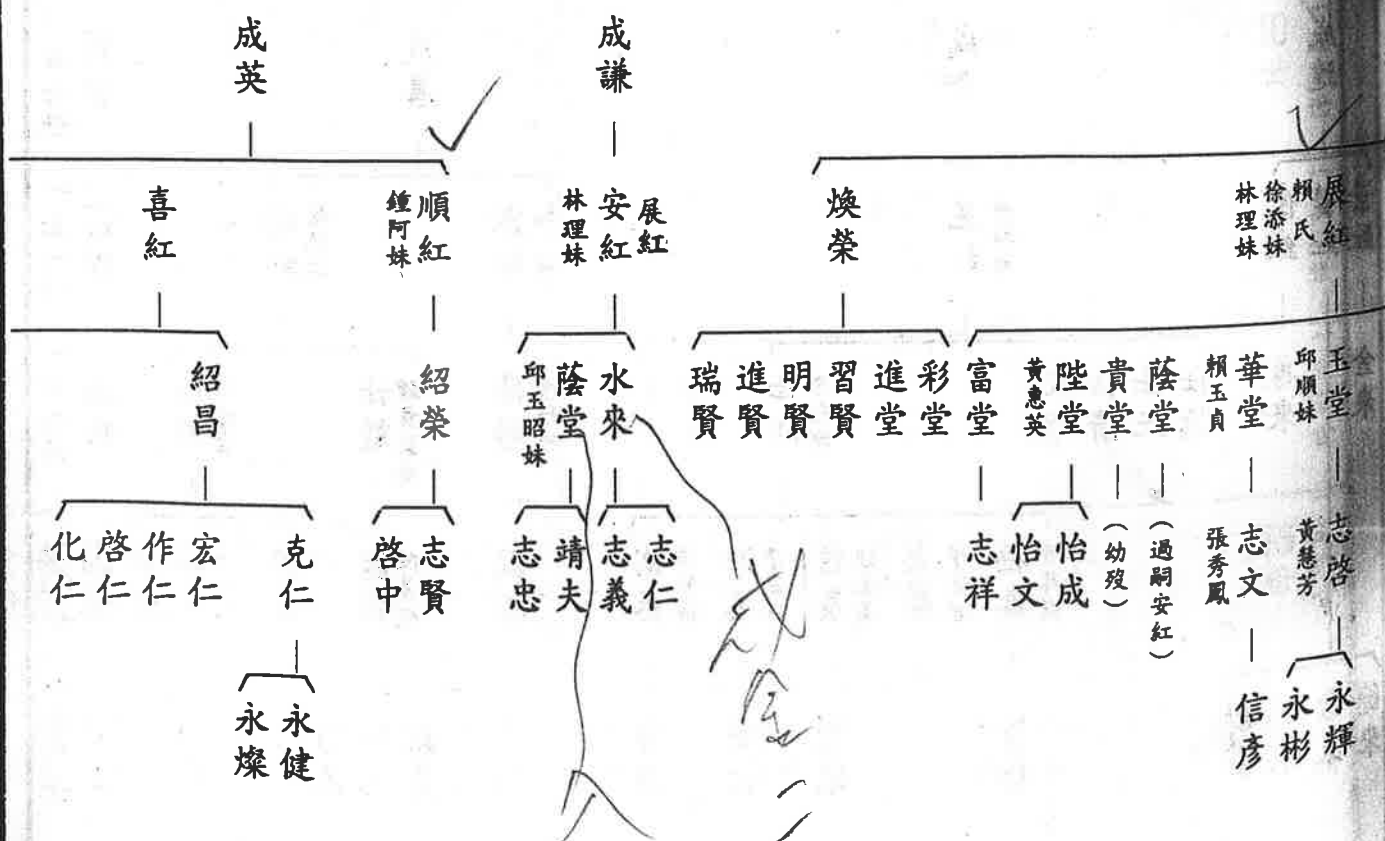 展紅
賴氏
徐添妹
林理妹
煥榮
成謙
展紅
安紅
林理妹
成英
順紅
鍾阿妹
喜紅
玉堂
邱順妹
華堂
賴玉貞
蔭堂
貴堂
陞堂
黃惠英
富堂
彩堂
進堂
習賢
明賢
進賢
瑞賢
水來
蔭堂
邱玉昭妹
紹榮
紹昌
志啓
黃慧芳
志文
張秀鳳
（過嗣安紅）
（幼歿）
怡成
怡文
志祥
志仁
志義
靖夫
志忠
志賢
啓中
克仁
宏仁
作仁
啓仁
化仁
永輝
永彬
信彥
永健
永燦